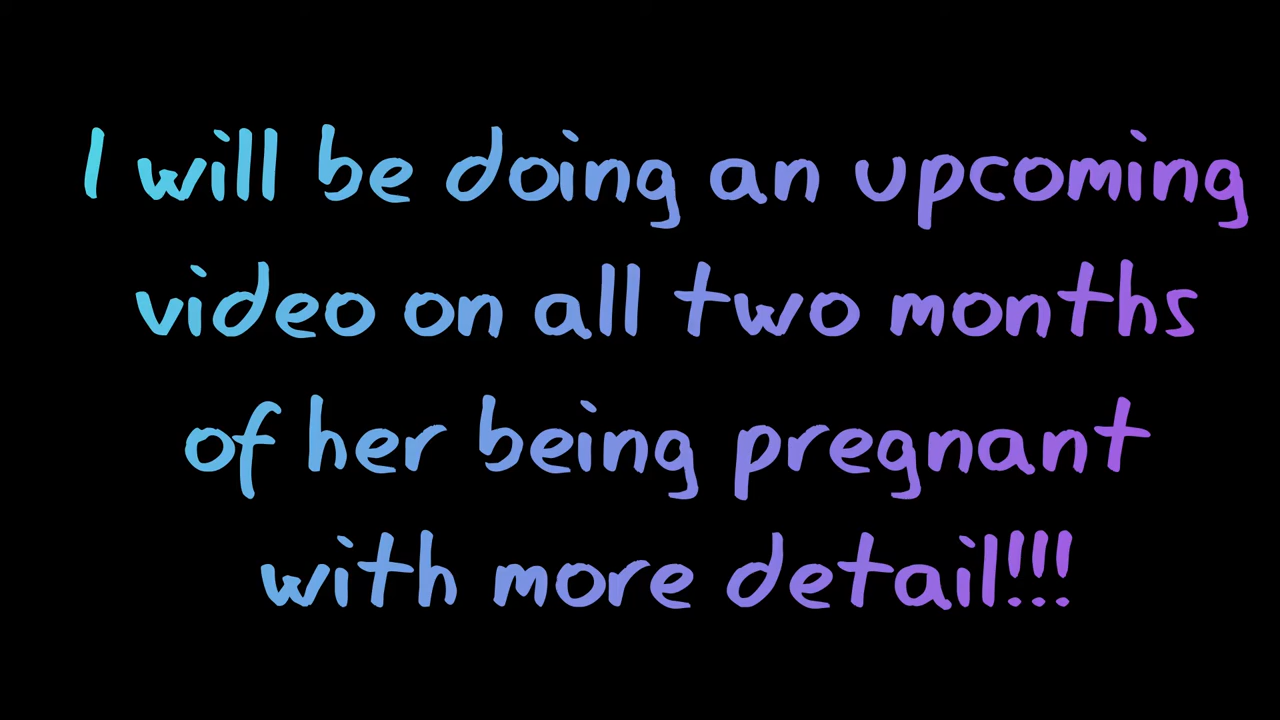 I will be doing an upcoming
video on all two months
of her being pregnant
with more detail!!!